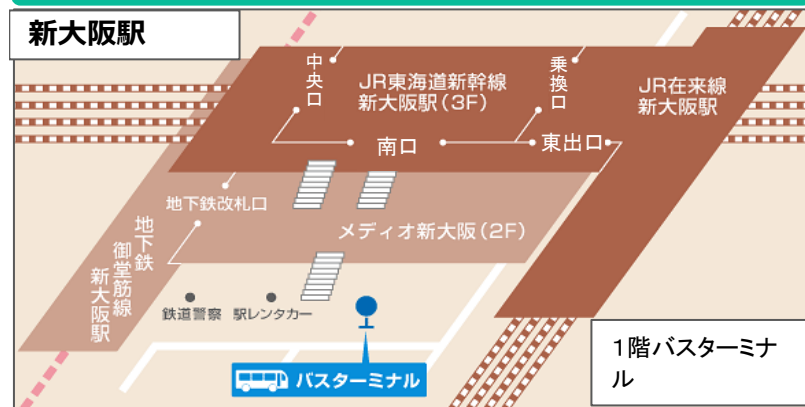 新大阪駅
中央口
JR東海道新幹線
新大阪駅(3F)
乗換口
JR在来線
新大阪駅
南口
東出口
地下鉄改札口
メディオ新大阪(2F)
地下鉄
御堂筋線
新大阪駅
鉄道警察
駅レンタカー
バスターミナル
1階バスターミナ
ル